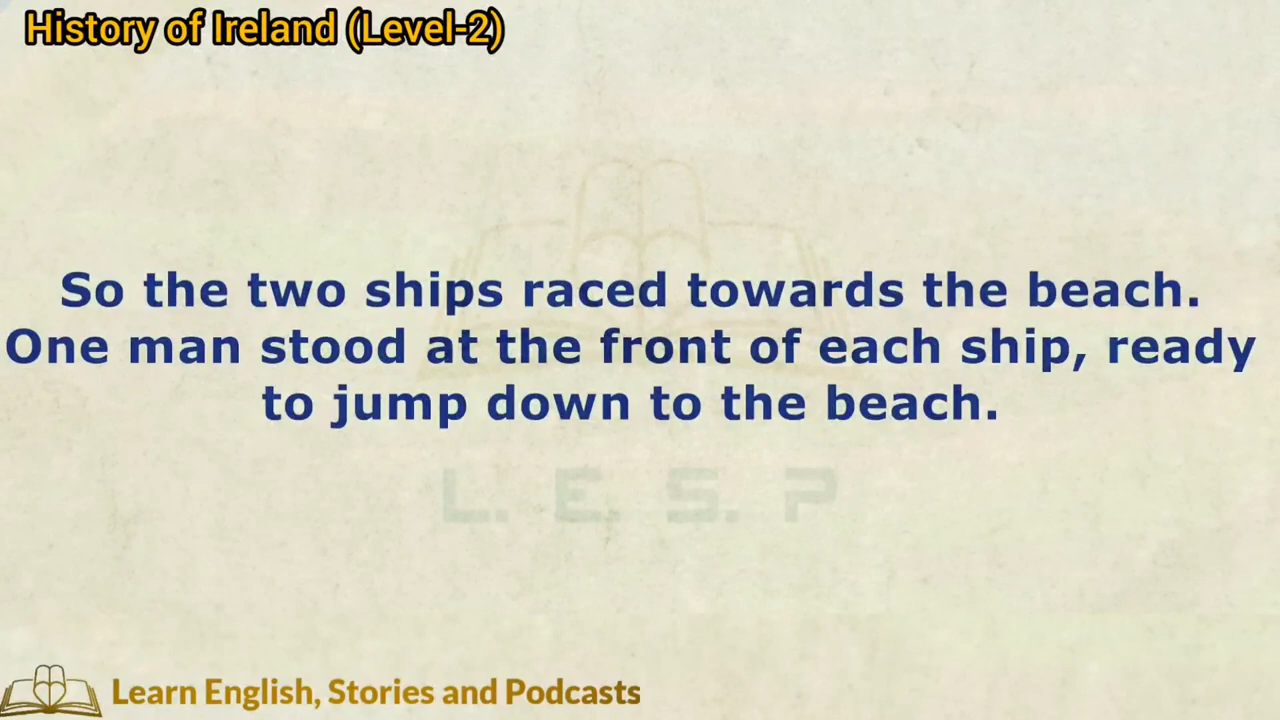 History of Ireland (Level-2)
So the two ships raced towards the beach.
One man stood at the front of each ship, ready
to jump down to the beach.
L. E. S. P
Learn English, Stories and Podcasts